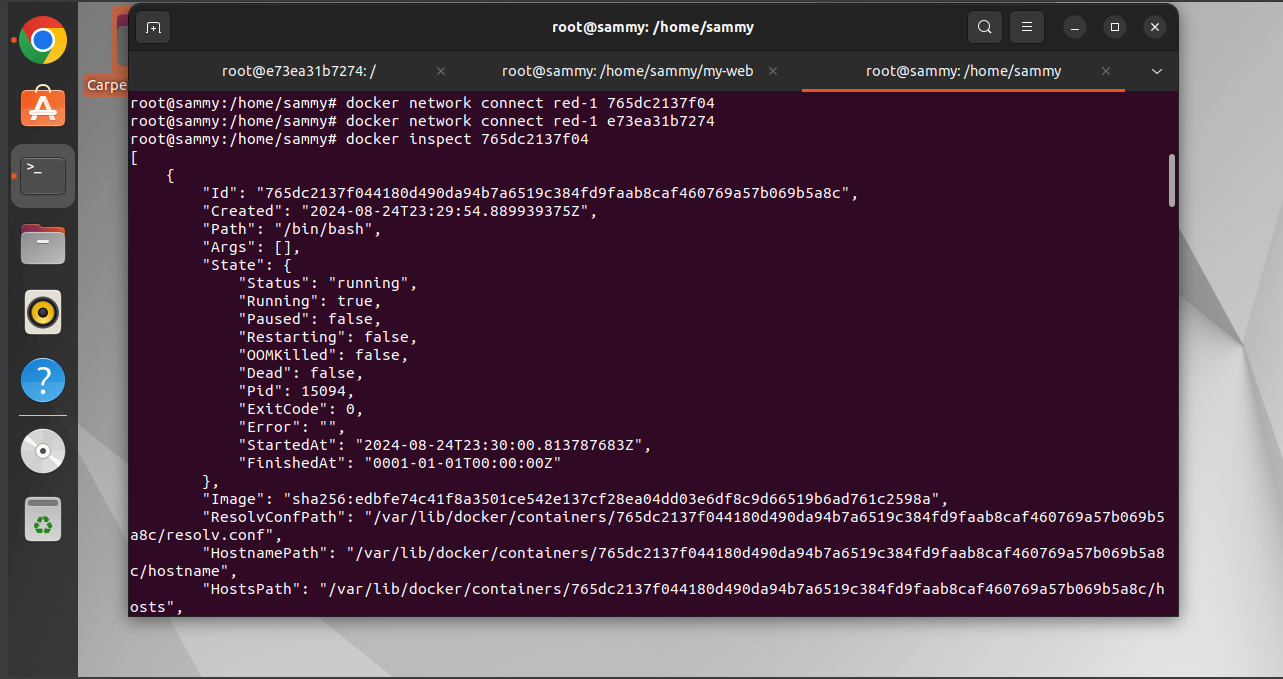 root@sammy: /home/sammy
root@e73ea31b7274: /
root@sammy: /home/sammy/my-web
root@sammy: /home/sammy
Carpe
root@sammy:/home/sammy# docker network connect red-1 765dc2137f04
root@sammy:/home/sammy# docker network connect red-1 e73ea31b7274
root@sammy:/home/sammy# docker inspect 765dc2137f04
[
    {
        "Id": "765dc2137f044180d490da94b7a6519c384fd9faab8caf460769a57b069b5a8c",
        "Created": "2024-08-24T23:29:54.889939375Z",
        "Path": "/bin/bash",
        "Args": [],
        "State": {
            "Status": "running",
            "Running": true,
            "Paused": false,
            "Restarting": false,
            "OOMKilled": false,
            "Dead": false,
            "Pid": 15094,
            "ExitCode": 0,
            "Error": "",
            "StartedAt": "2024-08-24T23:30:00.813787683Z",
            "FinishedAt": "0001-01-01T00:00:00Z"
        },
        "Image": "sha256:edbfe74c41f8a3501ce542e137cf28ea04dd03e6df8c9d66519b6ad761c2598a",
        "ResolvConfPath": "/var/lib/docker/containers/765dc2137f044180d490da94b7a6519c384fd9faab8caf460769a57b069b5
a8c/resolv.conf",
        "HostnamePath": "/var/lib/docker/containers/765dc2137f044180d490da94b7a6519c384fd9faab8caf460769a57b069b5a8
c/hostname",
        "HostsPath": "/var/lib/docker/containers/765dc2137f044180d490da94b7a6519c384fd9faab8caf460769a57b069b5a8c/h
osts",